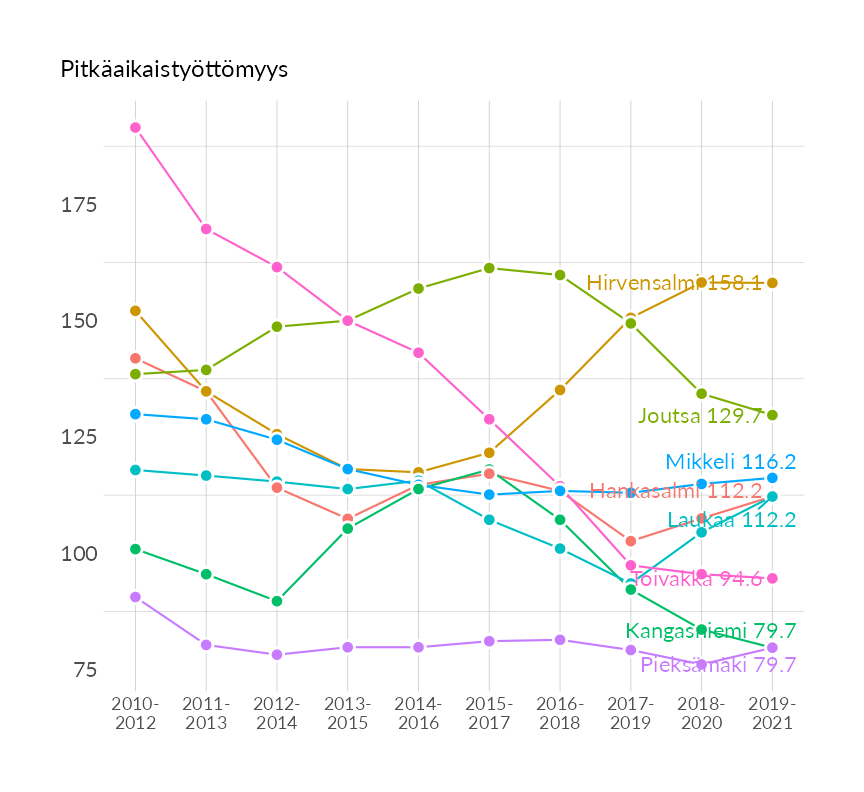 Pitkäaikaistyöttömyys
175
150
125
100
75
Hirvensalmi 158.1
Joutsa 129.7
Mikkeli 116.2
Hankasalmi 112.2
Laukaa 112.2
Toivakka 94.6
Kangasniemi 79.7
Pieksämäki 79.7
2010- 2011- 2012- 2013- 2014- 2015- 2016- 2017- 2018- 2019-
2012 2013 2014 2015 2016 2017 2018 2019 2020 2021